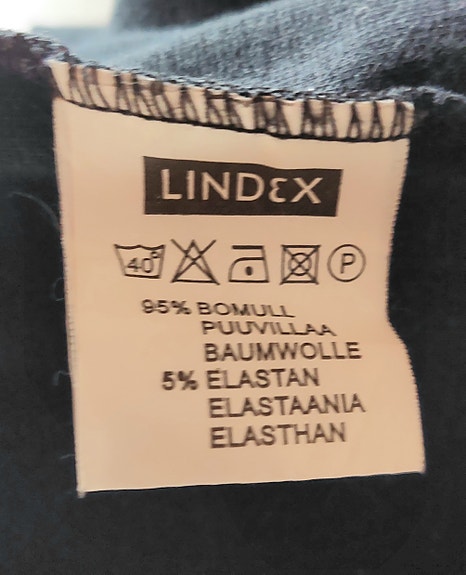 LINDEX
40° P
95% BOMULL
PUUVILLAA
BAUMWOLLE
5% ELASTAN
ELASTAANIA
ELASTHAN